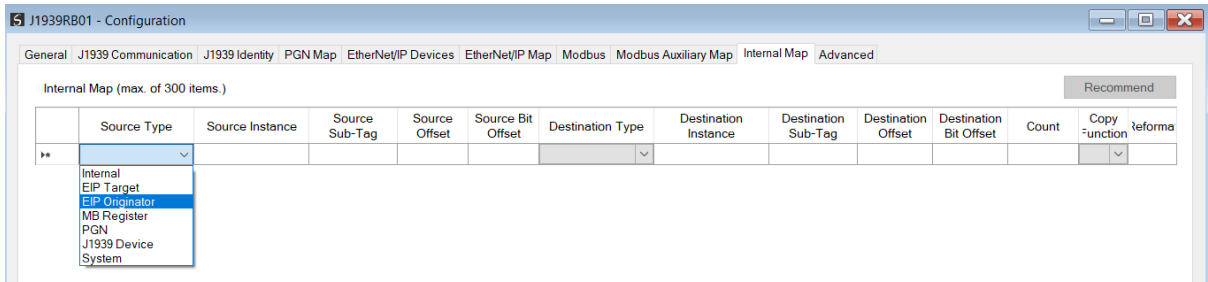 J1939RB01 - Configuration
General J1939 Communication J1939 Identity PGN Map EtherNet/IP Devices EtherNet/IP Map Modbus Modbus Auxiliary Map Internal Map Advanced
Internal Map (max. of 300 items.)
Recommend
Source Type Source Instance Source Sub-Tag Source Offset Source Bit Offset Destination Type Destination Instance Destination Sub-Tag Destination Offset Destination Bit Offset Count Copy Function Reforma
Internal
EIP Target
EIP Originator
MB Register
PGN
J1939 Device
System